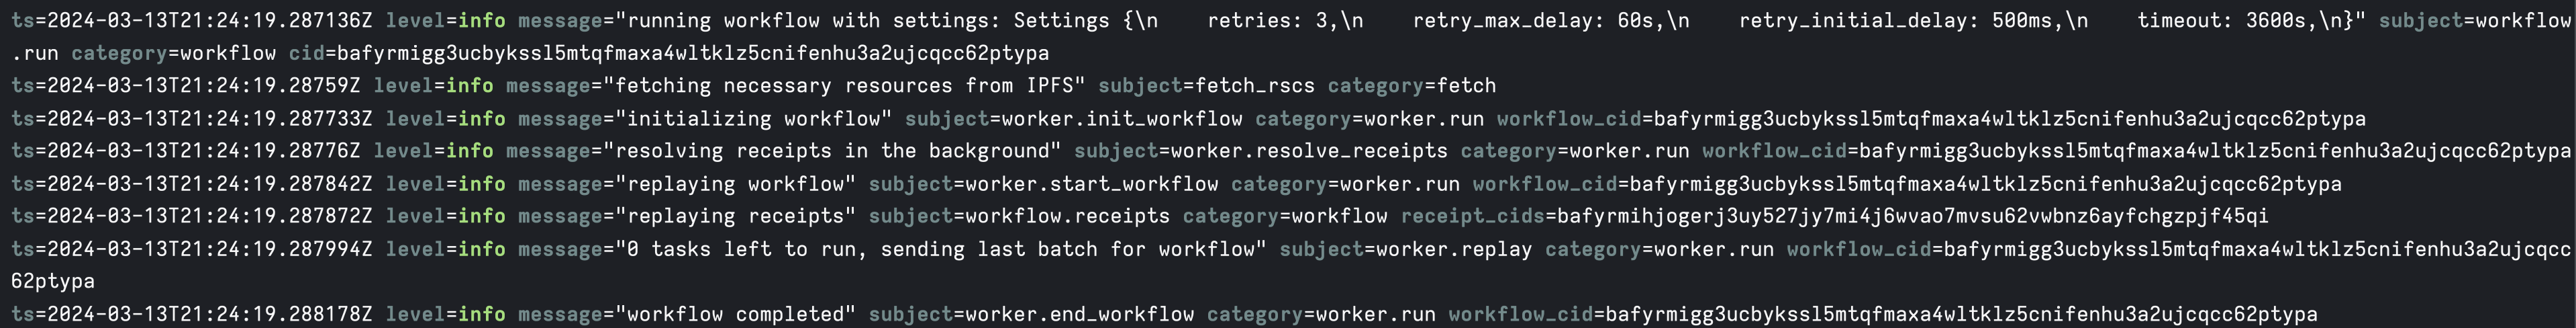 ts=2024-03-13T21:24:19.287136Z level=info message="running workflow with settings: Settings {\n    retries: 3,\n    retry_max_delay: 60s,\n    retry_initial_delay: 500ms,\n    timeout: 3600s,\n}" subject=workflow
.run category=workflow cid=bafyrmigg3ucbykssl5mtqfmaxa4wltklz5cnifenhu3a2ujcqcc62ptypa
ts=2024-03-13T21:24:19.28759Z level=info message="fetching necessary resources from IPFS" subject=fetch_rscs category=fetch
ts=2024-03-13T21:24:19.287733Z level=info message="initializing workflow" subject=worker.init_workflow category=worker.run workflow_cid=bafyrmigg3ucbykssl5mtqfmaxa4wltklz5cnifenhu3a2ujcqcc62ptypa
ts=2024-03-13T21:24:19.28776Z level=info message="resolving receipts in the background" subject=worker.resolve_receipts category=worker.run workflow_cid=bafyrmigg3ucbykssl5mtqfmaxa4wltklz5cnifenhu3a2ujcqcc62ptypa
ts=2024-03-13T21:24:19.287842Z level=info message="replaying workflow" subject=worker.start_workflow category=worker.run workflow_cid=bafyrmigg3ucbykssl5mtqfmaxa4wltklz5cnifenhu3a2ujcqcc62ptypa
ts=2024-03-13T21:24:19.287872Z level=info message="replaying receipts" subject=workflow.receipts category=workflow receipt_cids=bafyrmihjogerj3uy527jy7mi4j6wvao7mvsu62vwbnz6ayfchgzpjf45qi
ts=2024-03-13T21:24:19.287994Z level=info message="0 tasks left to run, sending last batch for workflow" subject=worker.replay category=worker.run workflow_cid=bafyrmigg3ucbykssl5mtqfmaxa4wltklz5cnifenhu3a2ujcqcc
62ptypa
ts=2024-03-13T21:24:19.288178Z level=info message="workflow completed" subject=worker.end_workflow category=worker.run workflow_cid=bafyrmigg3ucbykssl5mtqfmaxa4wltklz5cnifenhu3a2ujcqcc62ptypa